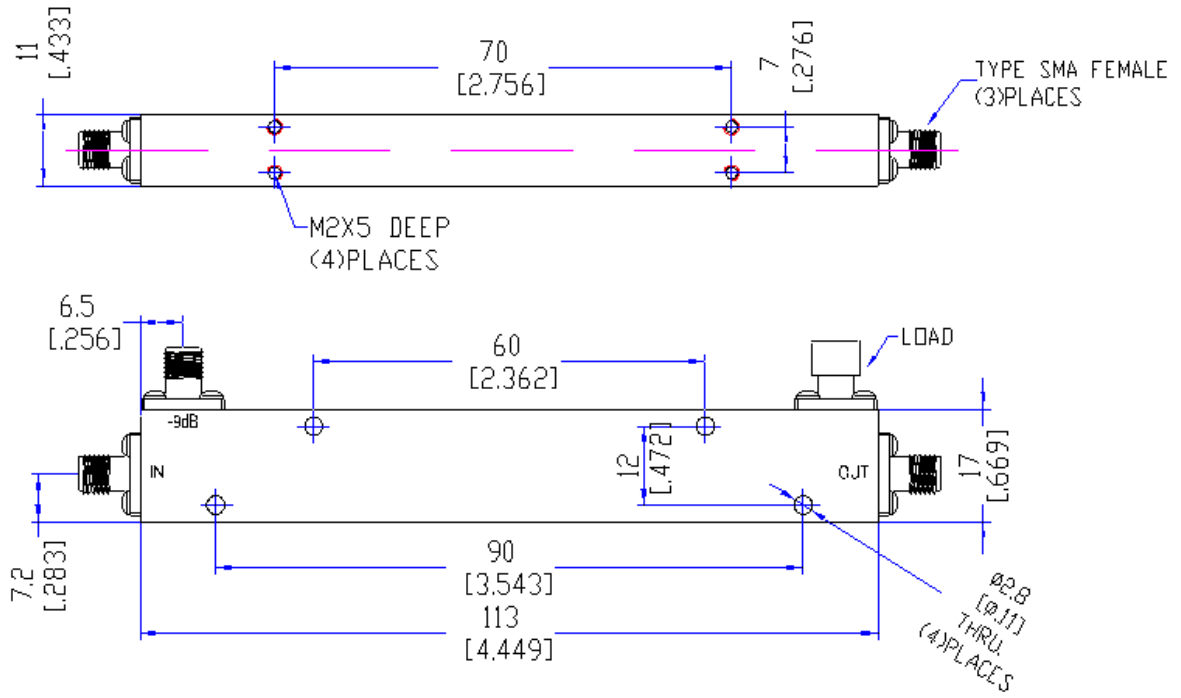 11
[.433]
70
[2.756]
7
[.276]
TYPE SMA FEMALE
(3)PLACES
M2X5 DEEP
(4)PLACES
6.5
[.256]
60
[2.362]
LOAD
-9dB
12
[.472]
17
[.669]
IN
OUT
7.2
[.283]
90
[3.543]
113
[4.449]
Ø2.8
[Ø.11]
THRU.
(4)PLACES